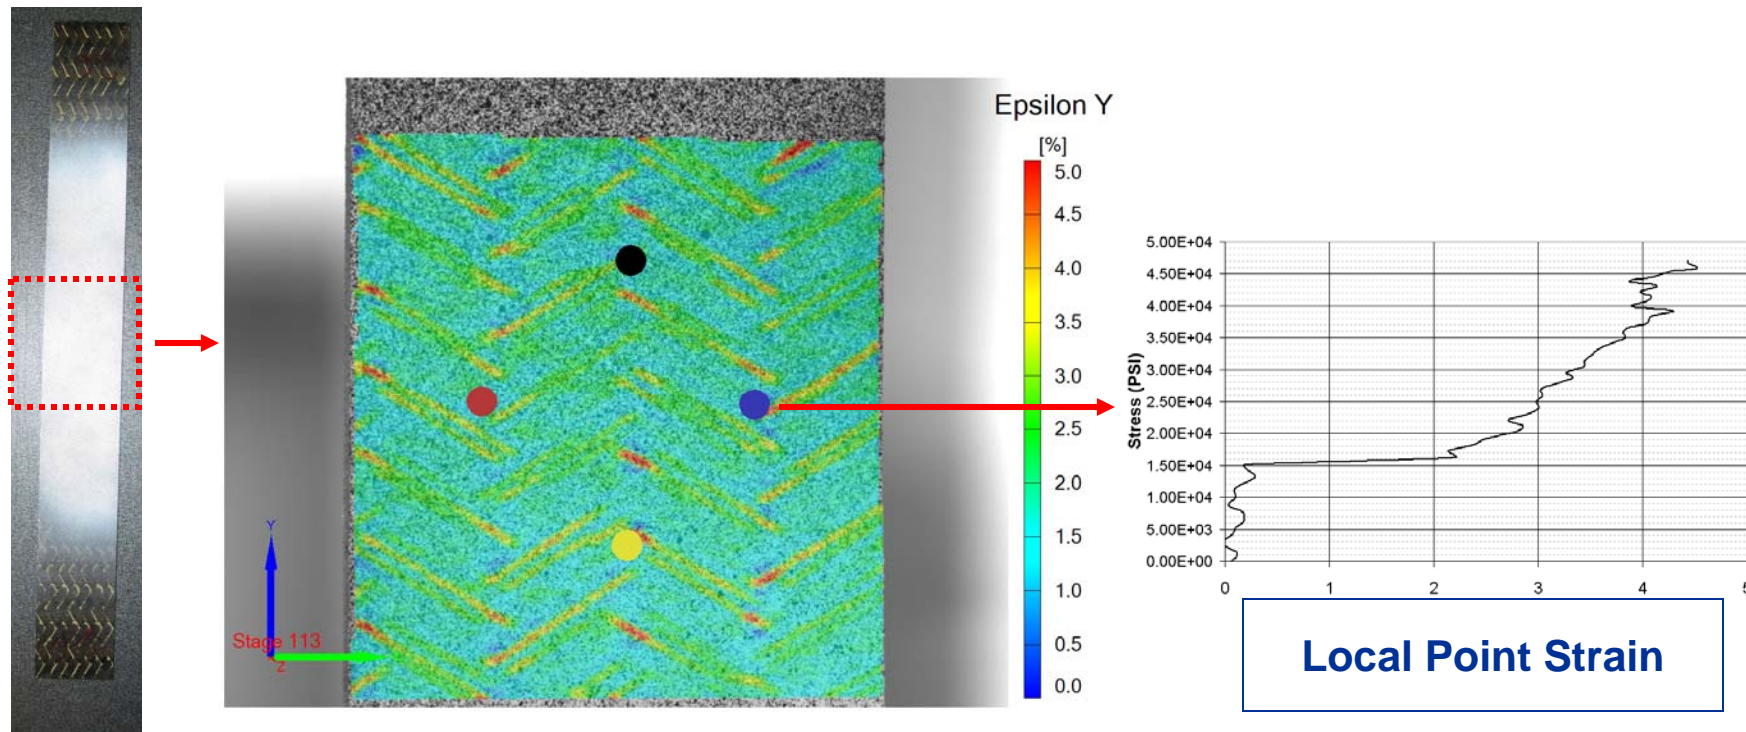 Epsilon Y
[%]
5.0
4.5
4.0
3.5
3.0
2.5
2.0
1.5
1.0
0.5
0.0
Y
Stage 113
Z
Stress (PSI)
5.00E+04
4.50E+04
4.00E+04
3.50E+04
3.00E+04
2.50E+04
2.00E+04
1.50E+04
1.00E+04
5.00E+03
0.00E+00
0 1 2 3 4 5
Local Point Strain